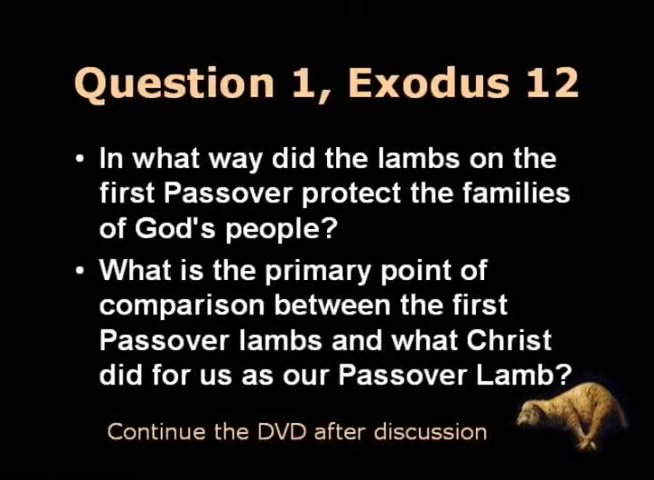 Question 1, Exodus 12
• In what way did the lambs on the
first Passover protect the families
of God's people?
• What is the primary point of
comparison between the first
Passover lambs and what Christ
did for us as our Passover Lamb?
Continue the DVD after discussion